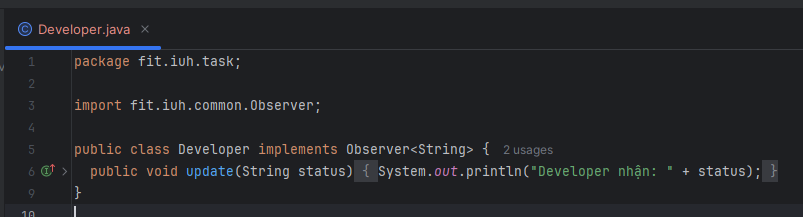 Developer.java
1 package fit.iuh.task;
2
3 import fit.iuh.common.Observer;
4
5 public class Developer implements Observer<String> { 2 usages
6 public void update(String status) { System.out.println("Developer nhận: " + status); }
9 }
10